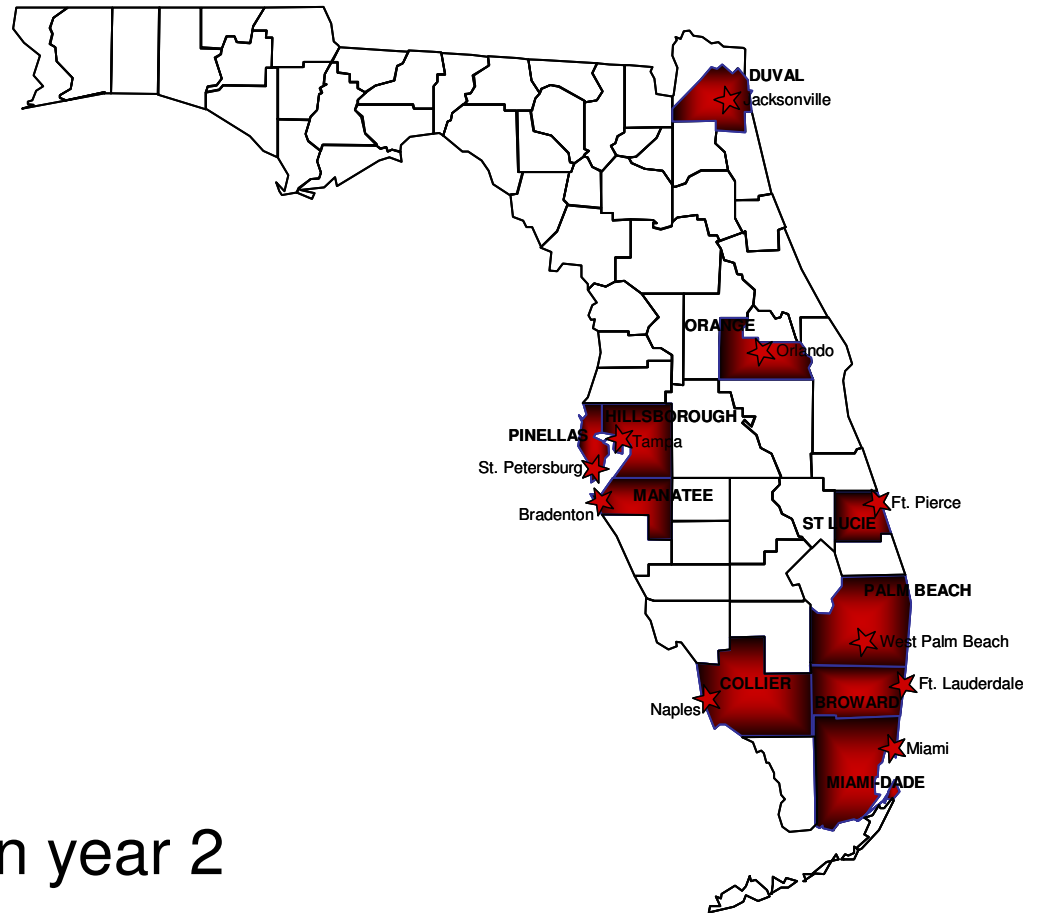 DUVAL
Jacksonville
ORANGE
Orlando
HILLSBOROUGH
PINELLAS
Tampa
St. Petersburg
MANATEE
Bradenton
Ft. Pierce
ST LUCIE
PALM BEACH
West Palm Beach
COLLIER
Ft. Lauderdale
BROWARD
Naples
Miami
MIAMI-DADE
n year 2